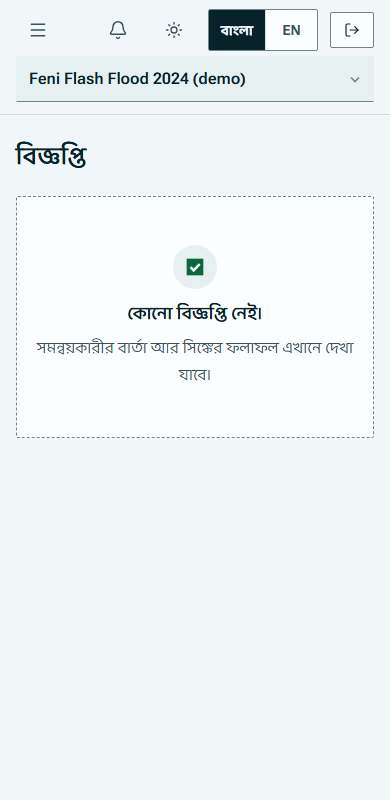 বাংলা EN
Feni Flash Flood 2024 (demo)
বিজ্ঞপ্তি
কোনো বিজ্ঞপ্তি নেই।
সমন্বয়কারীর বার্তা আর সিঙ্কের ফলাফল এখানে দেখা
যাবে।